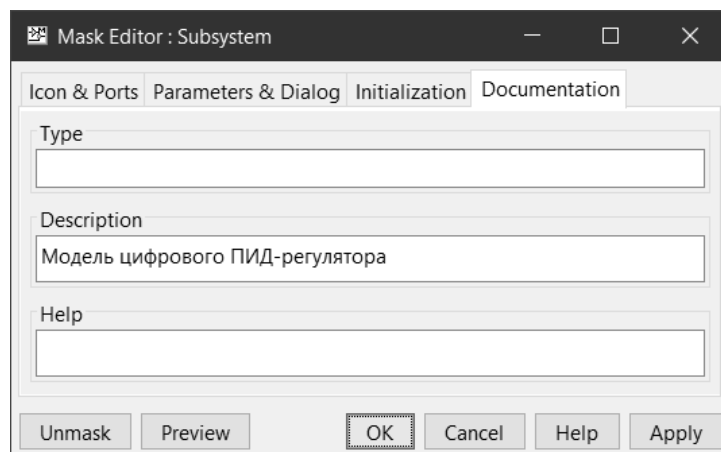 Mask Editor : Subsystem
Icon & Ports Parameters & Dialog Initialization Documentation
Type
Description
Модель цифрового ПИД-регулятора
Help
Unmask Preview OK Cancel Help Apply